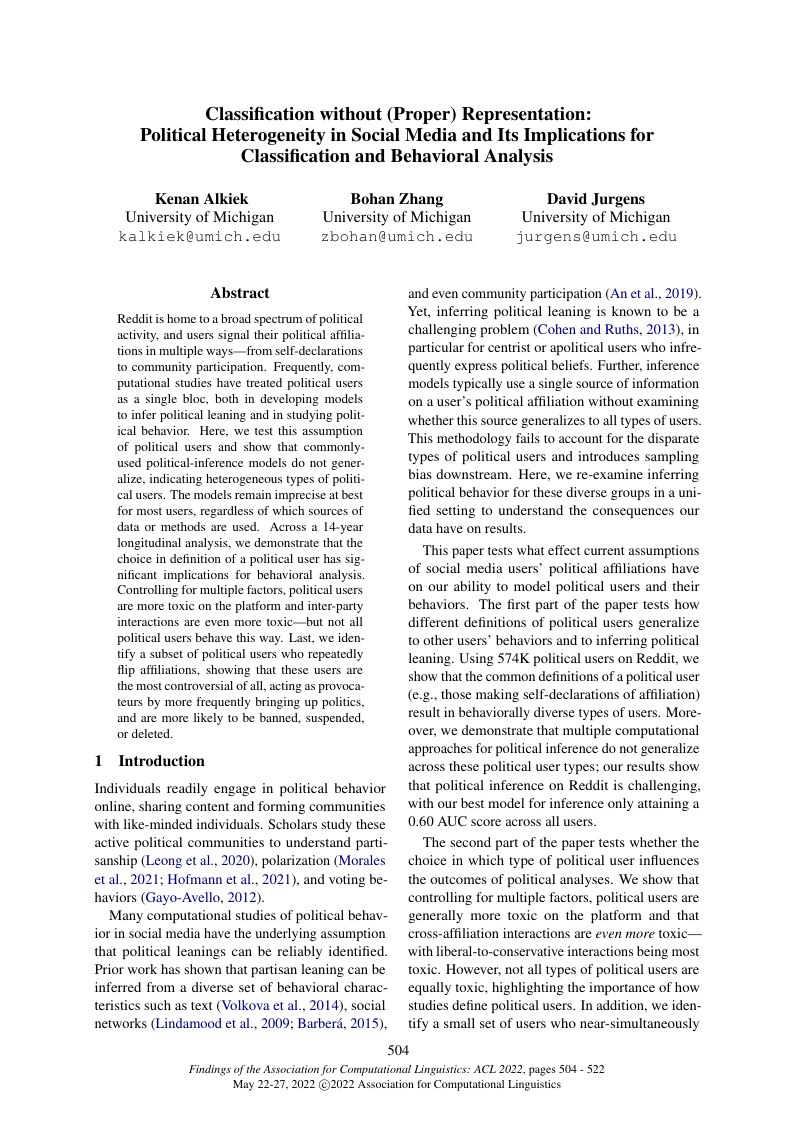 Classification without (Proper) Representation:
Political Heterogeneity in Social Media and Its Implications for
Classification and Behavioral Analysis
Kenan Alkiek
University of Michigan
kalkiek@umich.edu
Bohan Zhang
University of Michigan
zbohan@umich.edu
David Jurgens
University of Michigan
jurgens@umich.edu
Abstract
Reddit is home to a broad spectrum of political
activity, and users signal their political affilia-
tions in multiple ways—from self-declarations
to community participation. Frequently, com-
putational studies have treated political users
as a single bloc, both in developing models
to infer political leaning and in studying polit-
ical behavior. Here, we test this assumption
of political users and show that commonly-
used political-inference models do not gener-
alize, indicating heterogeneous types of politi-
cal users. The models remain imprecise at best
for most users, regardless of which sources of
data or methods are used. Across a 14-year
longitudinal analysis, we demonstrate that the
choice in definition of a political user has sig-
nificant implications for behavioral analysis.
Controlling for multiple factors, political users
are more toxic on the platform and inter-party
interactions are even more toxic—but not all
political users behave this way. Last, we iden-
tify a subset of political users who repeatedly
flip affiliations, showing that these users are
the most controversial of all, acting as provoca-
teurs by more frequently bringing up politics,
and are more likely to be banned, suspended,
or deleted.
1 Introduction
Individuals readily engage in political behavior
online, sharing content and forming communities
with like-minded individuals. Scholars study these
active political communities to understand parti-
sanship (Leong et al., 2020), polarization (Morales
et al., 2021; Hofmann et al., 2021), and voting be-
haviors (Gayo-Avello, 2012).
Many computational studies of political behav-
ior in social media have the underlying assumption
that political leanings can be reliably identified.
Prior work has shown that partisan leaning can be
inferred from a diverse set of behavioral charac-
teristics such as text (Volkova et al., 2014), social
networks (Lindamood et al., 2009; Barberá, 2015),
and even community participation (An et al., 2019).
Yet, inferring political leaning is known to be a
challenging problem (Cohen and Ruths, 2013), in
particular for centrist or apolitical users who infre-
quently express political beliefs. Further, inference
models typically use a single source of information
on a user's political affiliation without examining
whether this source generalizes to all types of users.
This methodology fails to account for the disparate
types of political users and introduces sampling
bias downstream. Here, we re-examine inferring
political behavior for these diverse groups in a uni-
fied setting to understand the consequences our
data have on results.
This paper tests what effect current assumptions
of social media users' political affiliations have
on our ability to model political users and their
behaviors. The first part of the paper tests how
different definitions of political users generalize
to other users' behaviors and to inferring political
leaning. Using 574K political users on Reddit, we
show that the common definitions of a political user
(e.g., those making self-declarations of affiliation)
result in behaviorally diverse types of users. More-
over, we demonstrate that multiple computational
approaches for political inference do not generalize
across these political user types; our results show
that political inference on Reddit is challenging,
with our best model for inference only attaining a
0.60 AUC score across all users.
The second part of the paper tests whether the
choice in which type of political user influences
the outcomes of political analyses. We show that
controlling for multiple factors, political users are
generally more toxic on the platform and that
cross-affiliation interactions are even more toxic—
with liberal-to-conservative interactions being most
toxic. However, not all types of political users are
equally toxic, highlighting the importance of how
studies define political users. In addition, we iden-
tify a small set of users who near-simultaneously
504
Findings of the Association for Computational Linguistics: ACL 2022, pages 504 - 522
May 22-27, 2022 ©2022 Association for Computational Linguistics